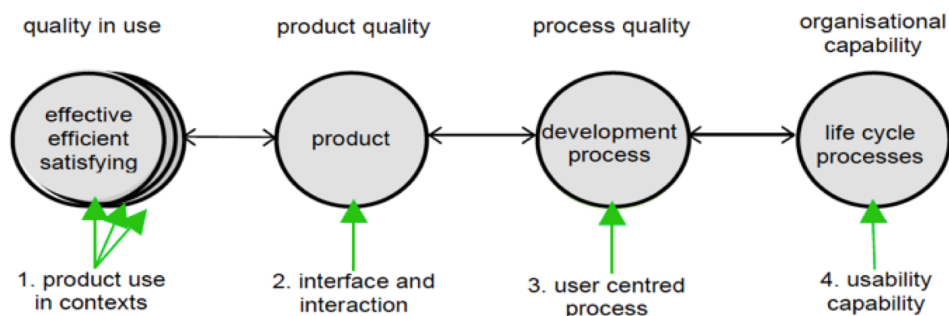 quality in use
product quality
process quality
organisational
capability
effective
efficient
satisfying
product
development
process
life cycle
processes
1. product use
in contexts
2. interface and
interaction
3. user centred
process
4. usability
capability